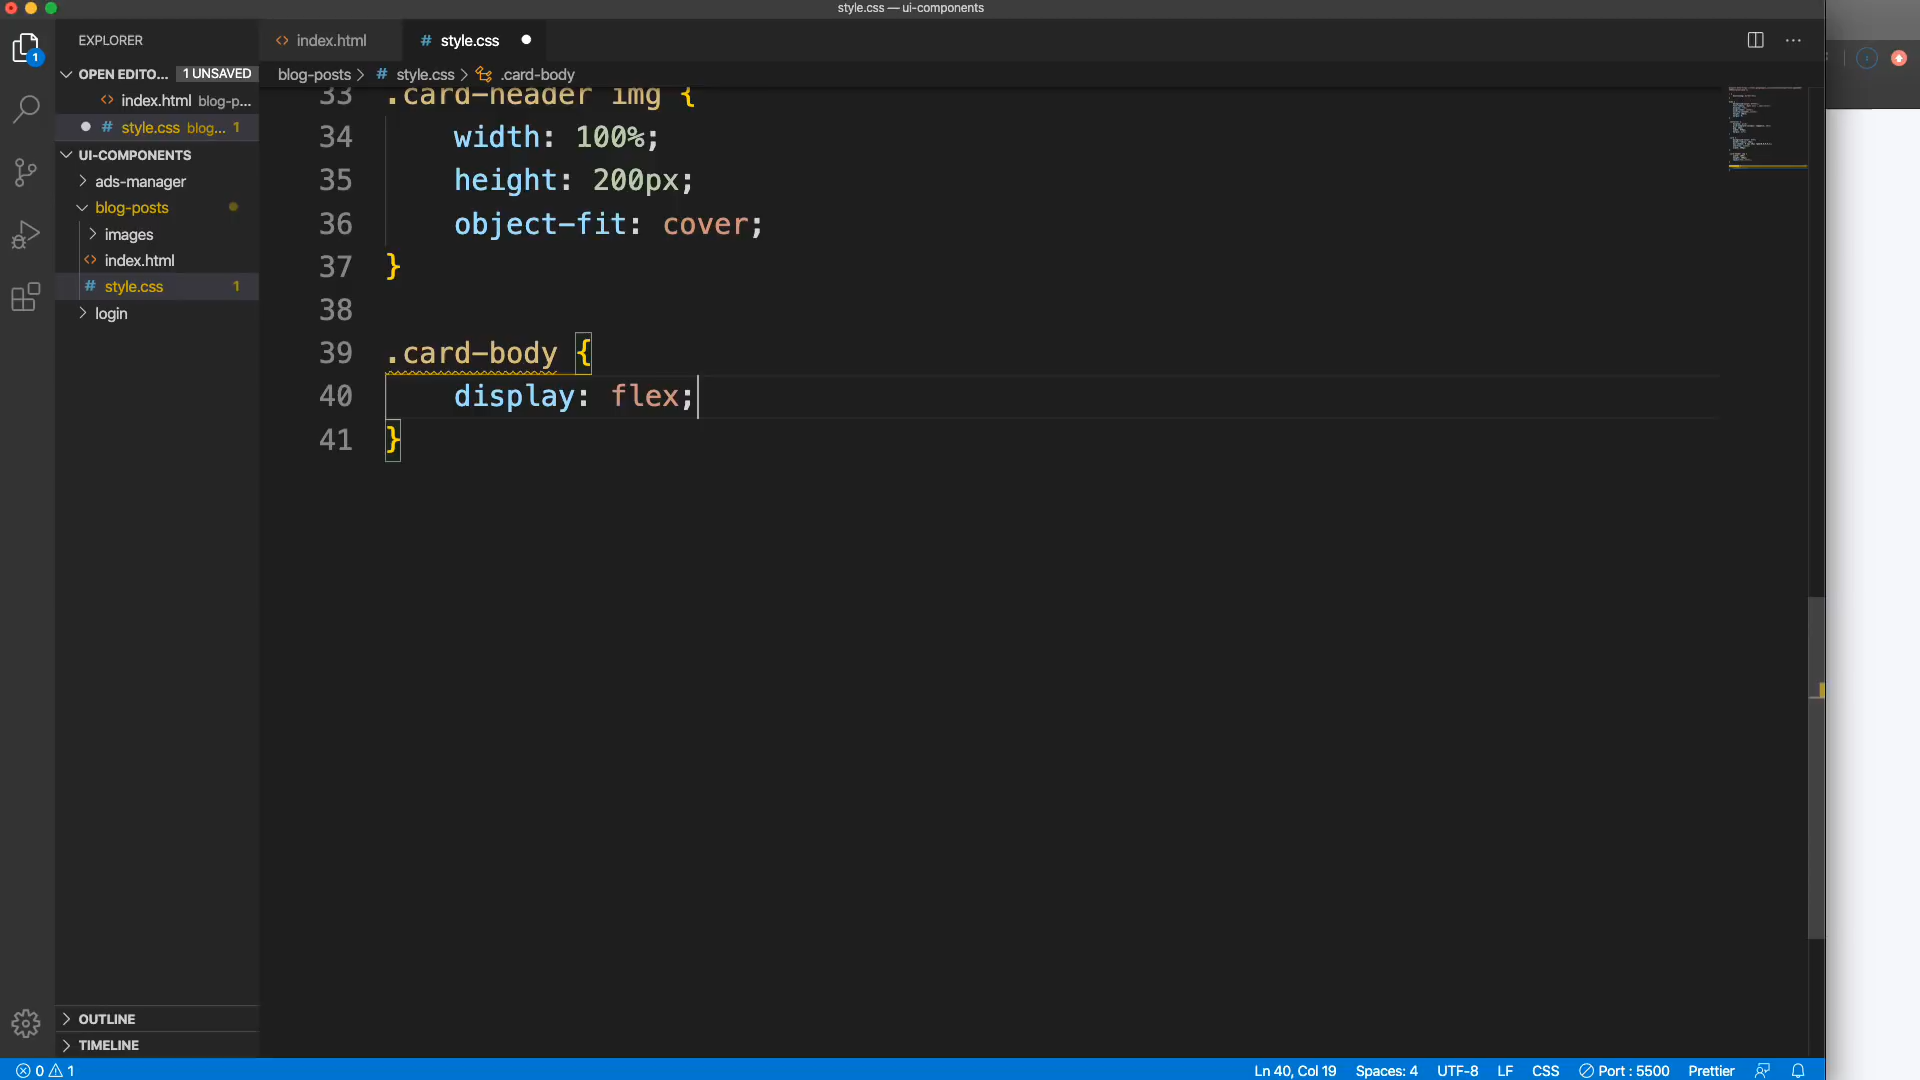 style.css — ui-components
EXPLORER
index.html
style.css
OPEN EDITO... 1 UNSAVED
index.html blog-p...
style.css blog... 1
UI-COMPONENTS
ads-manager
blog-posts
images
index.html
style.css 1
login
OUTLINE
TIMELINE
1
blog-posts > # style.css > .card-body
33 .card-header img {
34 width: 100%;
35 height: 200px;
36 object-fit: cover;
37 }
38
39 .card-body {
40 display: flex;
41 }
0 1
Ln 40, Col 19 Spaces: 4 UTF-8 LF CSS Port : 5500 Prettier